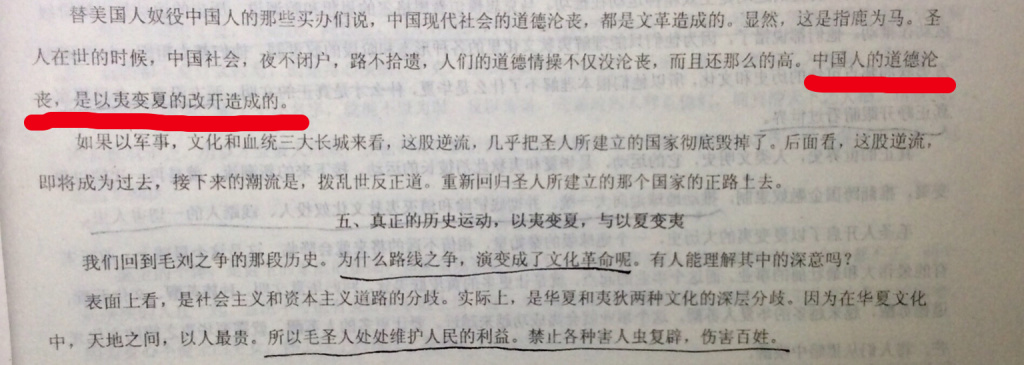 替美国人奴役中国人的那些买办们说,中国现代社会的道德沦丧,都是文革造成的。显然,这是指鹿为马。圣
人在世的时候,中国社会,夜不闭户,路不拾遗,人们的道德情操不仅没沦丧,而且还那么的高。中国人的道德沦
丧,是以夷变夏的改开造成的。
如果以军事,文化和血统三大长城来看,这股逆流,几乎把圣人所建立的国家彻底毁掉了。后面看,这股逆流,
即将成为过去,接下来的潮流是,拨乱世反正道。重新回归圣人所建立的那个国家的正路上去。
五、真正的历史运动,以夷变夏,与以夏变夷
我们回到毛刘之争的那段历史。为什么路线之争,演变成了文化革命呢。有人能理解其中的深意吗?
表面上看,是社会主义和资本主义道路的分歧。实际上,是华夏和夷狄两种文化的深层分歧。因为在华夏文化
中,天地之间,以人最贵。所以毛圣人处处维护人民的利益。禁止各种害人虫复辟,伤害百姓。